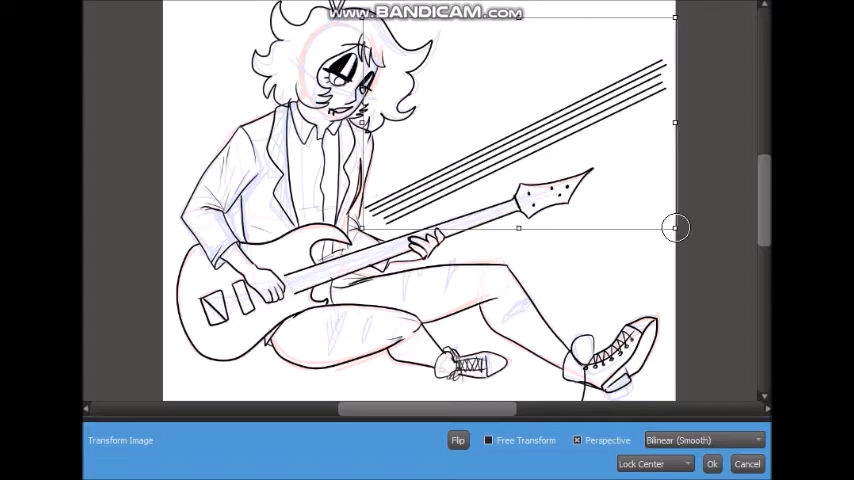 www.BANDICAM.com
Transform Image
Flip
Free Transform
Perspective
Bilinear (Smooth)
Lock Center
Ok
Cancel